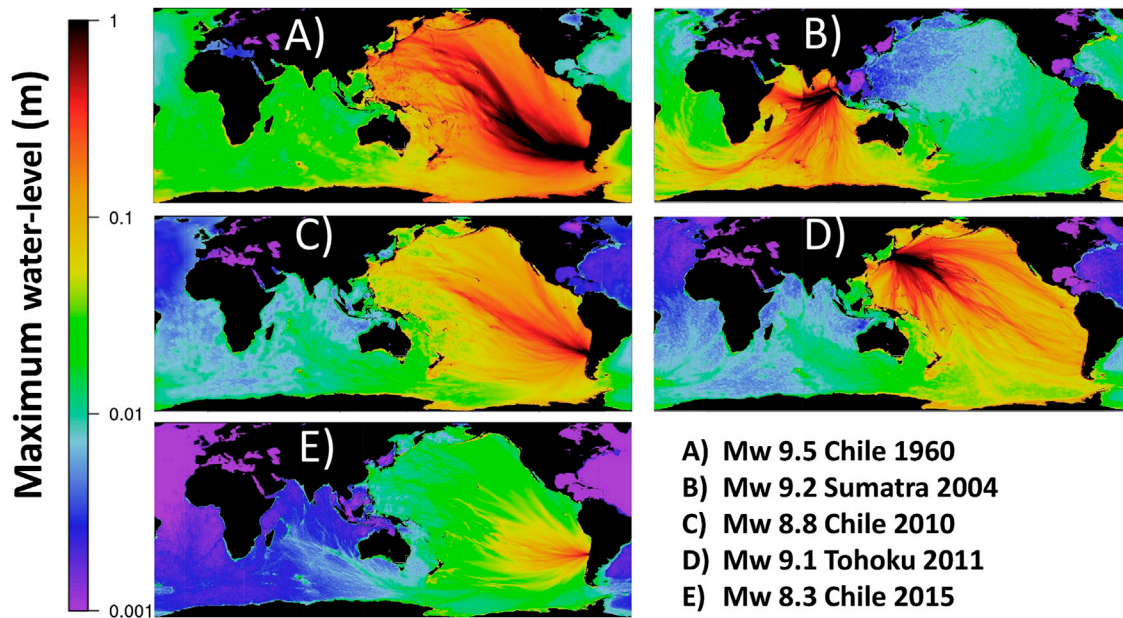 Maximum water-level (m)
1
0.1
0.01
0.001
A)
B)
C)
D)
E)
A) Mw 9.5 Chile 1960
B) Mw 9.2 Sumatra 2004
C) Mw 8.8 Chile 2010
D) Mw 9.1 Tohoku 2011
E) Mw 8.3 Chile 2015